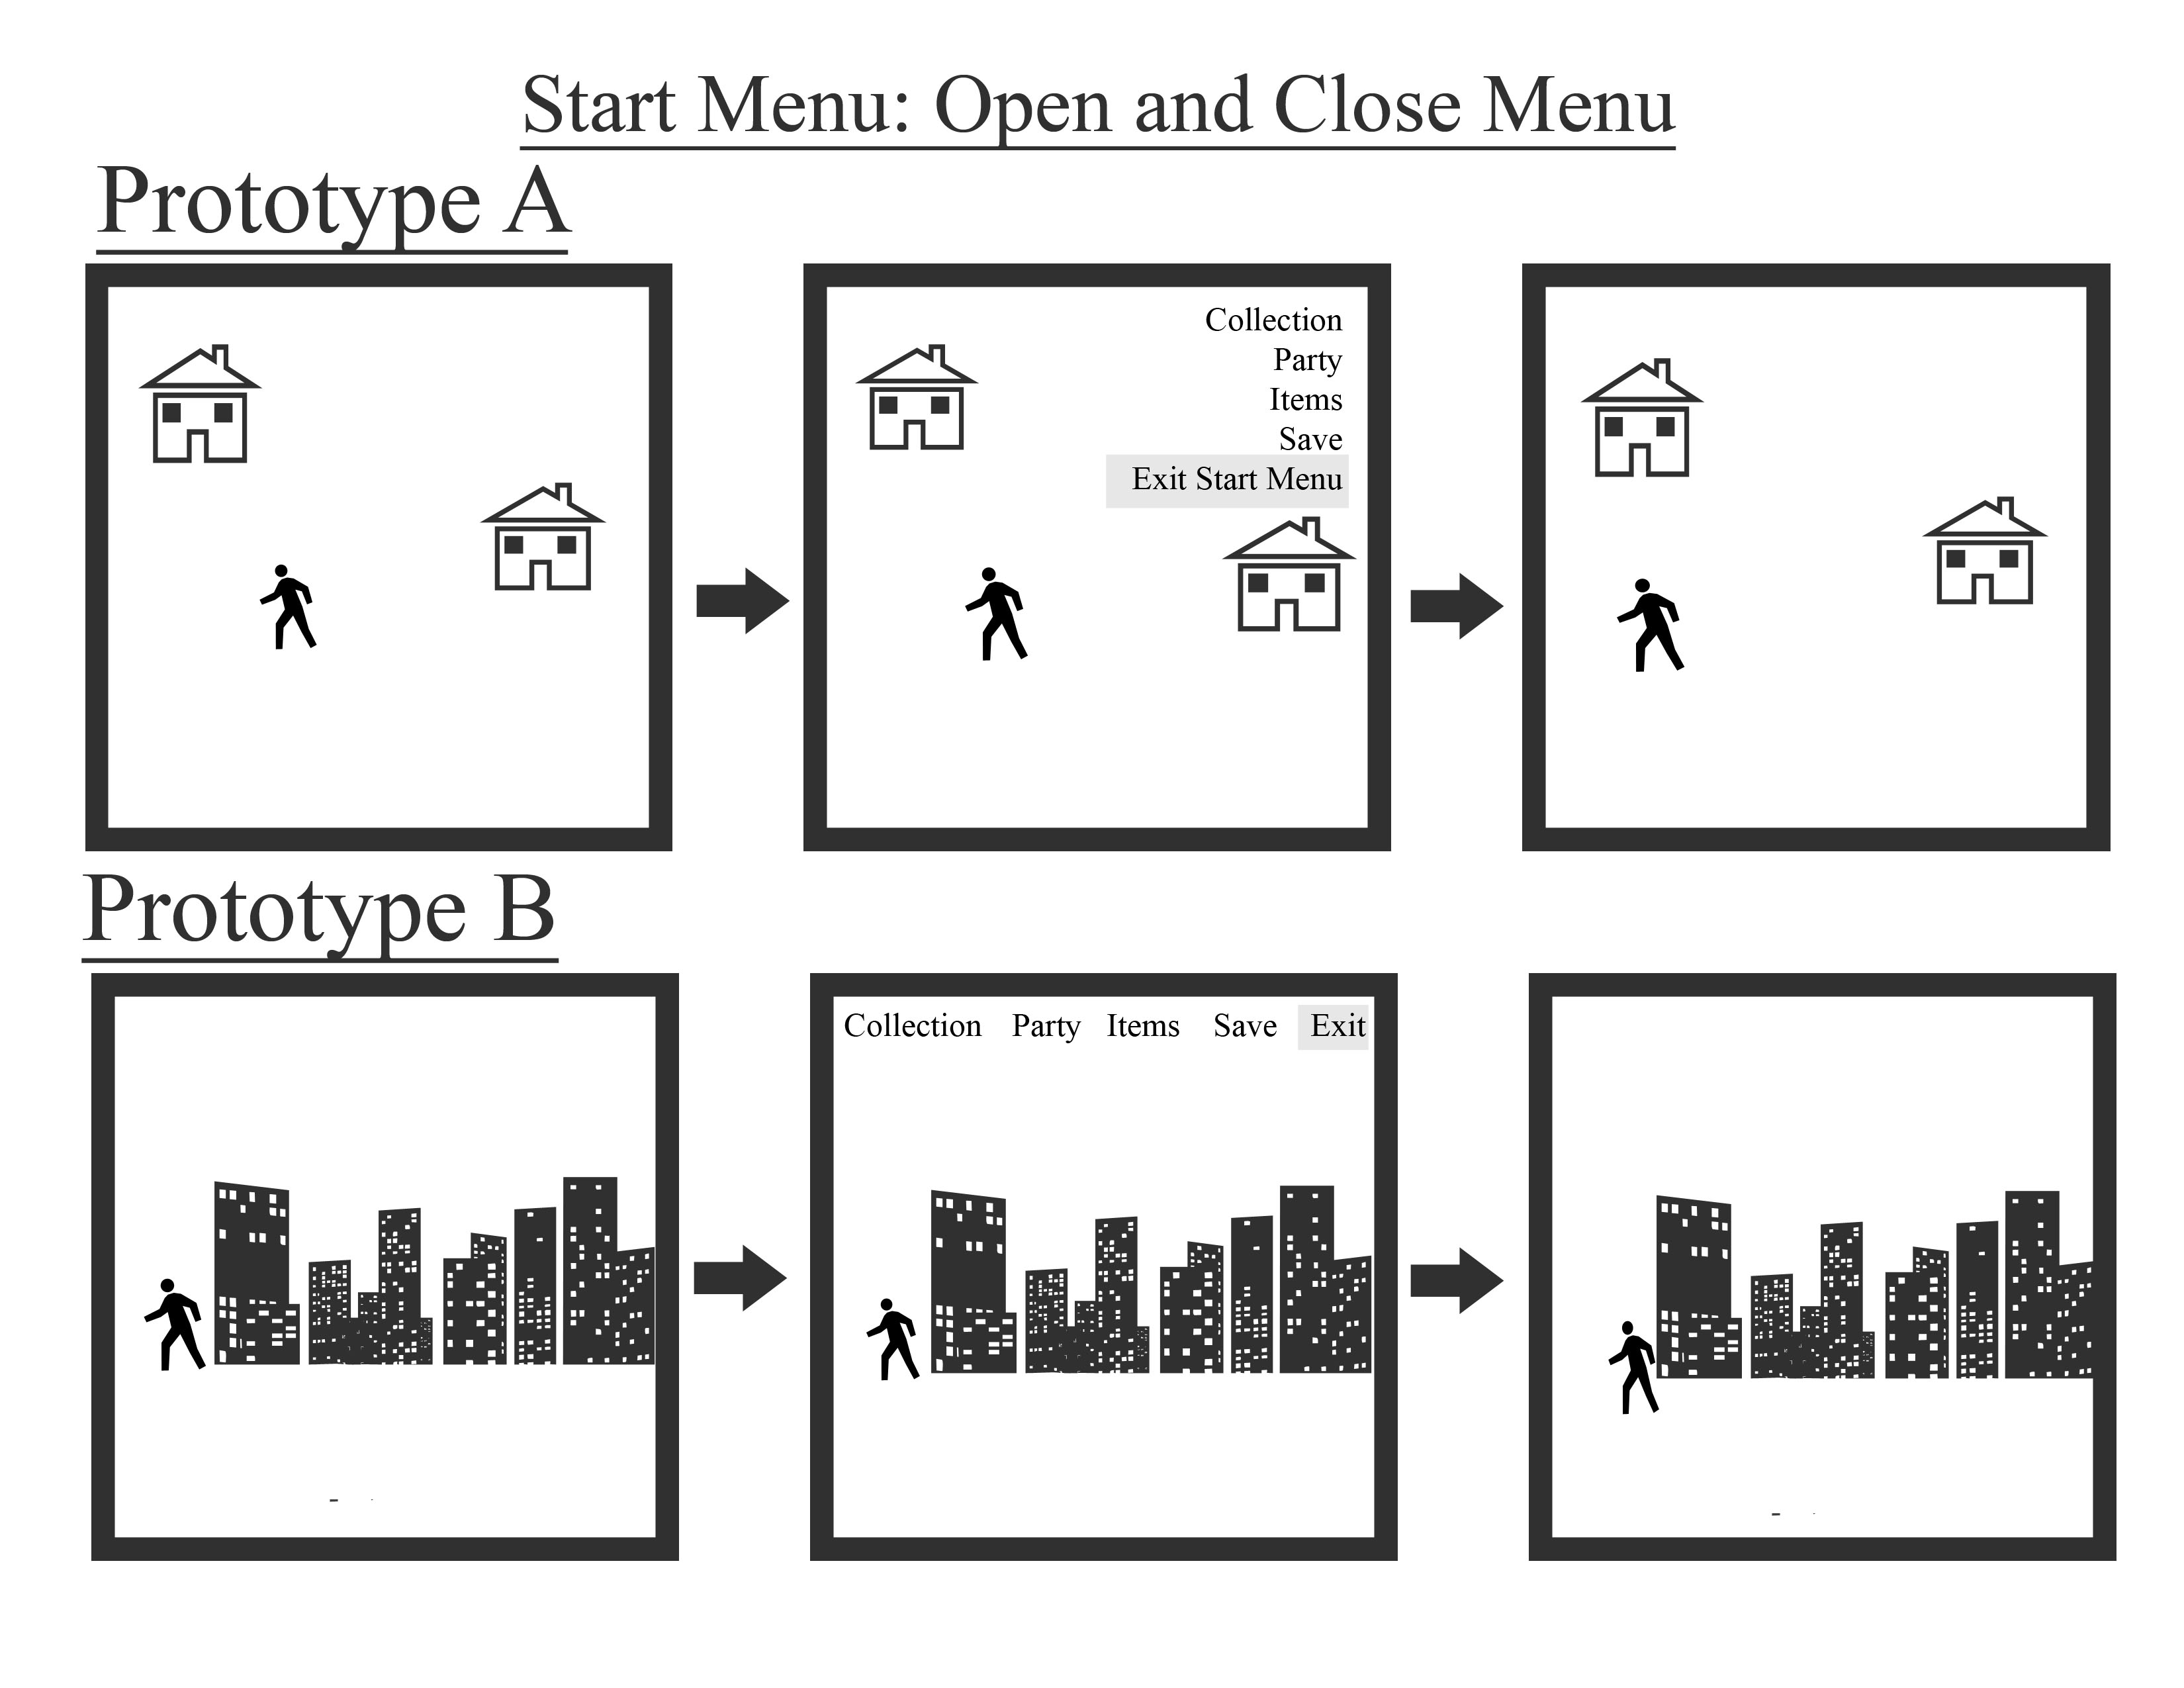 Start Menu: Open and Close Menu
Prototype A
Collection
Party
Items
Save
Exit Start Menu
Prototype B
Collection Party Items Save Exit